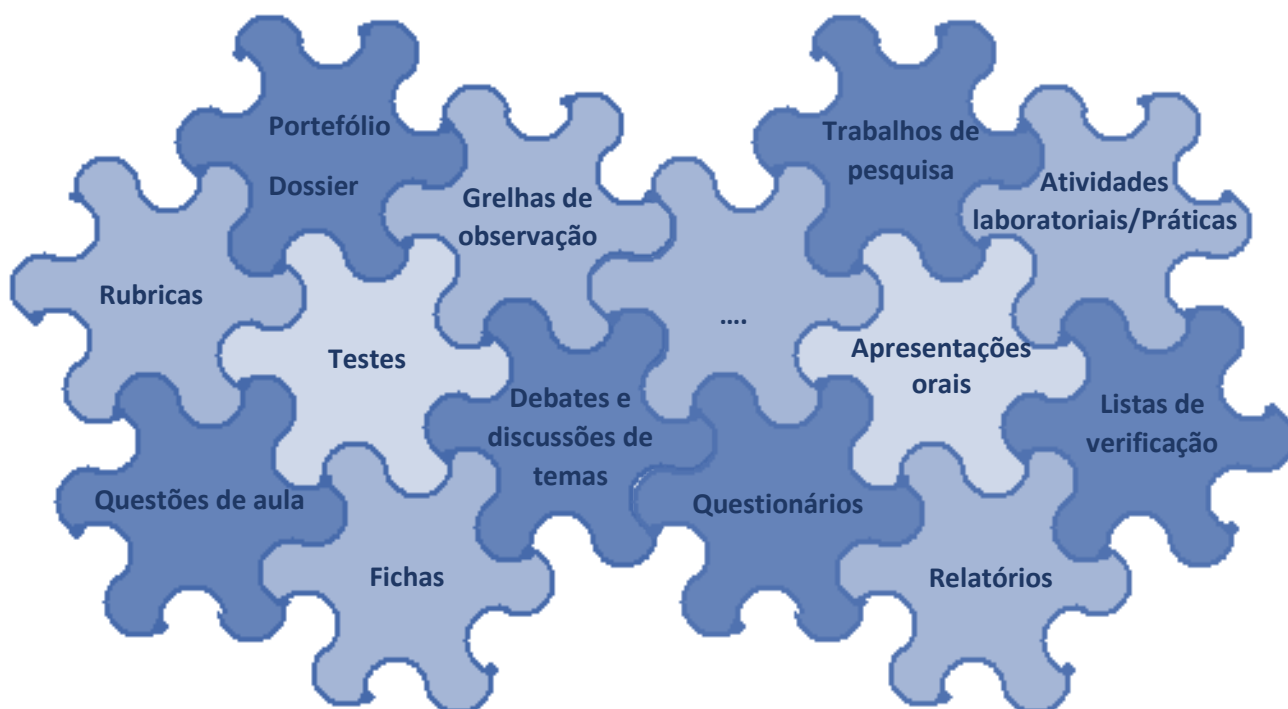 Portefólio
Dossier
Grelhas de
observação
Rubricas
Testes
Debates e
discussões de
temas
Questões de aula
Fichas
Trabalhos de
pesquisa
Atividades
laboratoriais/Práticas
....
Apresentações
orais
Listas de
verificação
Questionários
Relatórios